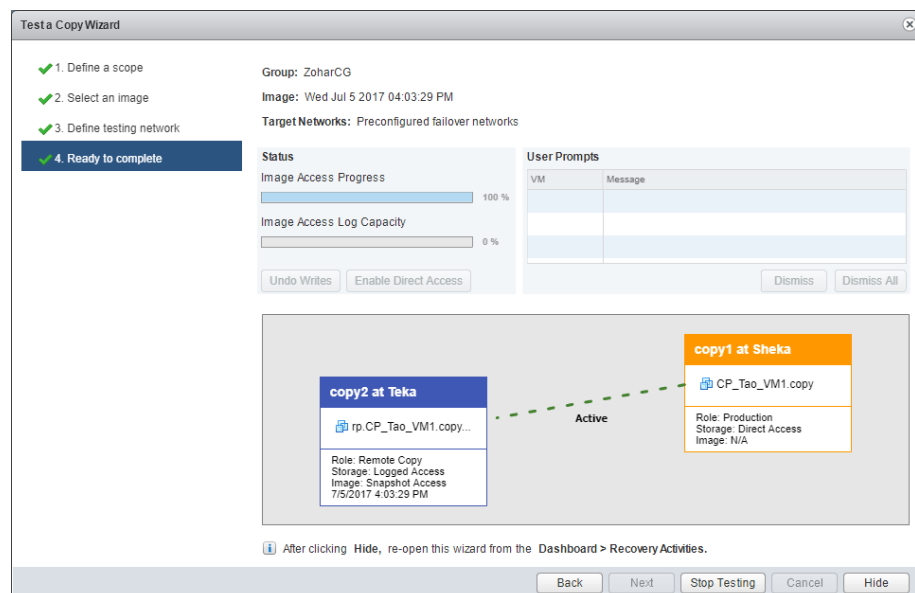 Test a Copy Wizard
1. Define a scope
2. Select an image
3. Define testing network
4. Ready to complete
Group: ZoharCG
Image: Wed Jul 5 2017 04:03:29 PM
Target Networks: Preconfigured failover networks
Status
Image Access Progress
100 %
Image Access Log Capacity
0 %
Undo Writes
Enable Direct Access
User Prompts
VM Message
Dismiss
Dismiss All
copy1 at Sheka
CP_Tao_VM1.copy
Role: Production
Storage: Direct Access
Image: N/A
Active
copy2 at Teka
rp.CP_Tao_VM1.copy...
Role: Remote Copy
Storage: Logged Access
Image: Snapshot Access
7/5/2017 4:03:29 PM
After clicking Hide, re-open this wizard from the Dashboard > Recovery Activities.
Back
Next
Stop Testing
Cancel
Hide